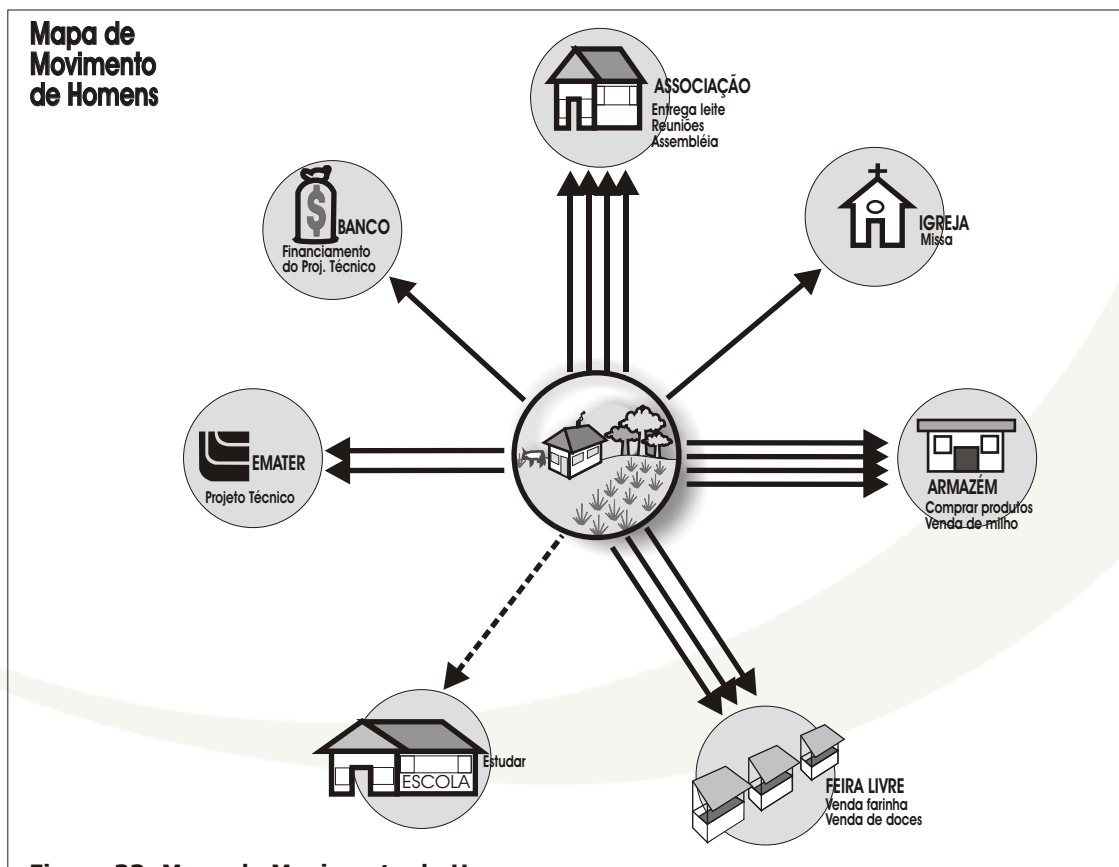 Mapa de
Movimento
de Homens
ASSOCIAÇÃO
Entrega leite
Reuniões
Assembléia
$
BANCO
Financiamento
do Proj. Técnico
IGREJA
Missa
EMATER
Projeto Técnico
ARMAZÉM
Comprar produtos
Venda de milho
ESCOLA
Estudar
FEIRA LIVRE
Venda farinha
Venda de doces